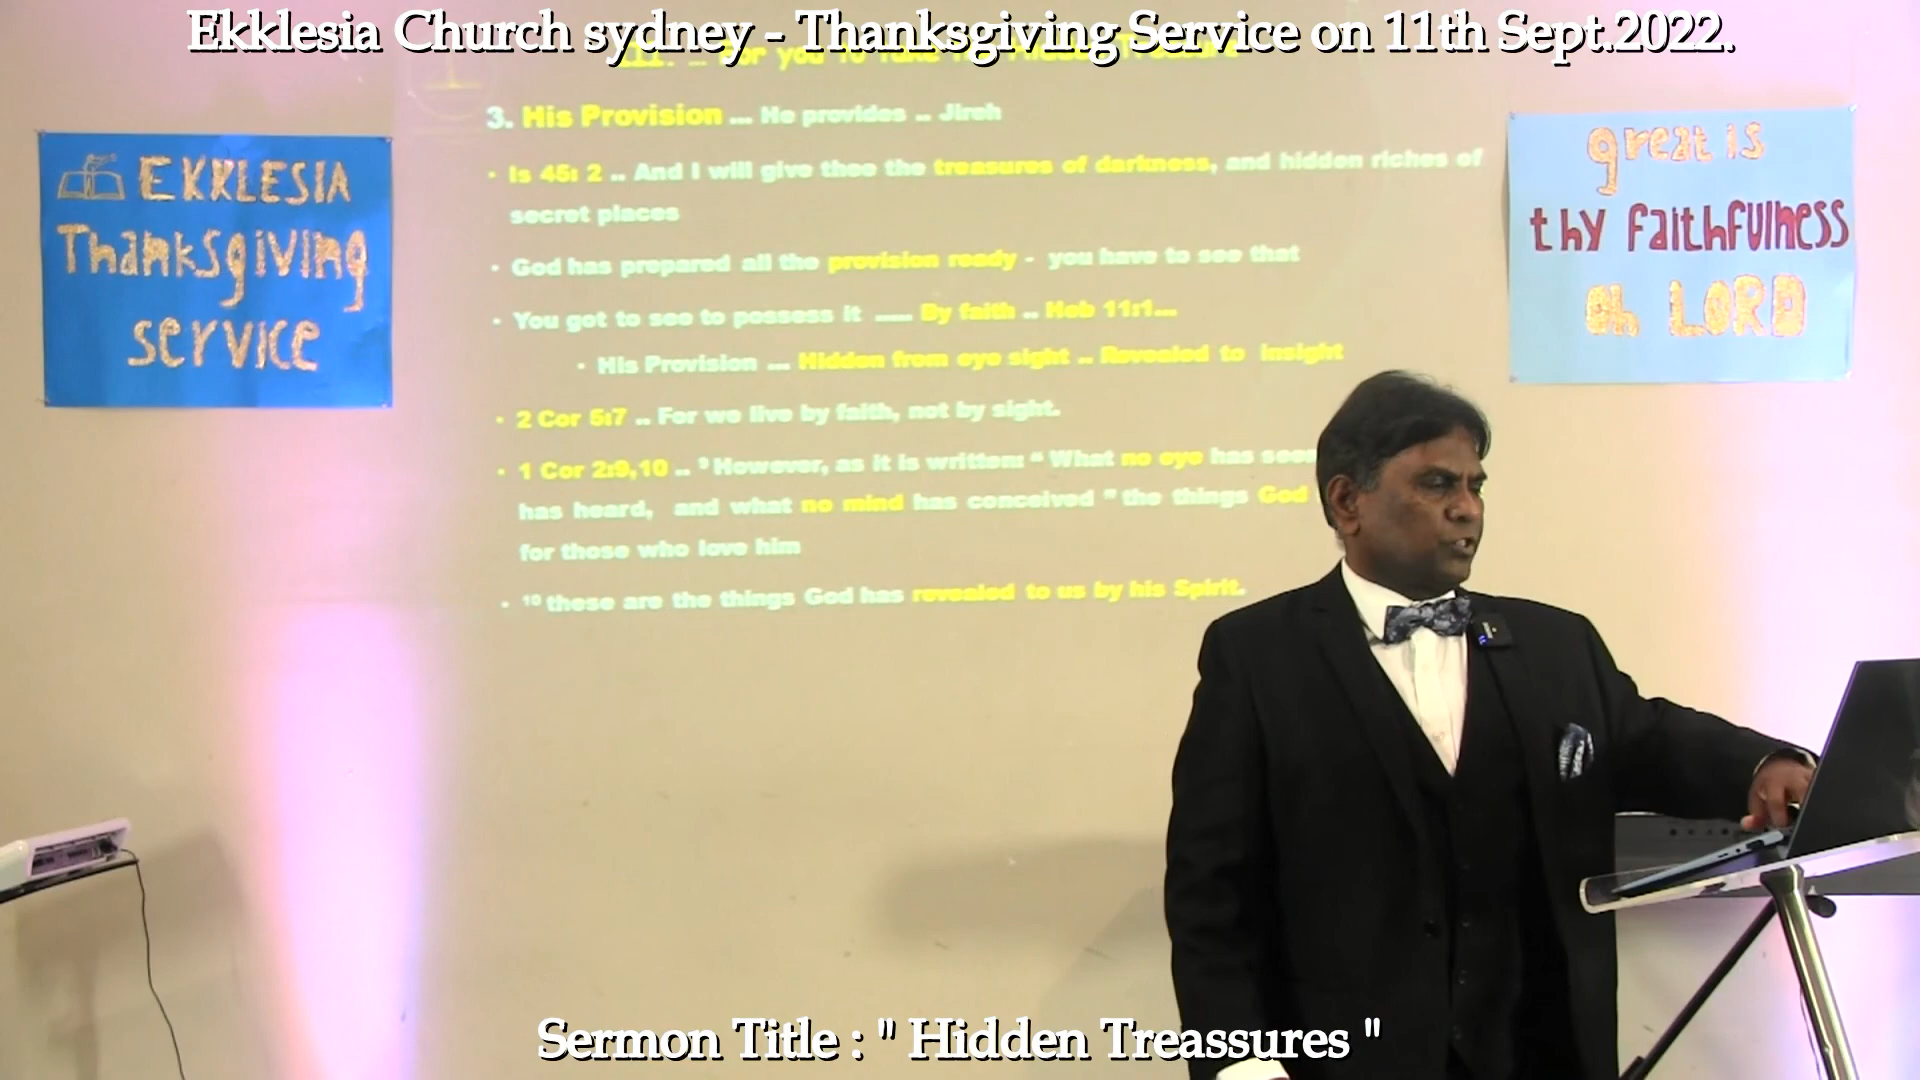 Ekklesia Church sydney - Thanksgiving Service on 11th Sept.2022.
3. His Provision ... He provides .. Jireh
• Is 45: 2 .. And I will give thee the treasures of darkness, and hidden riches of
secret places
• God has prepared all the provision ready - you have to see that
• You got to see to possess it ..... By faith .. Heb 11:1...
• His Provision ... Hidden from eye sight .. Revealed to insight
• 2 Cor 5:7 .. For we live by faith, not by sight.
• 1 Cor 2:9,10 .. 9 However, as it is written: “ What no eye has seen
has heard, and what no mind has conceived ” the things God
for those who love him
• 10 these are the things God has revealed to us by his Spirit.
EKKLESIA
Thanksgiving
service
great is
thy faithfulness
oh LORD
Sermon Title : " Hidden Treassures "